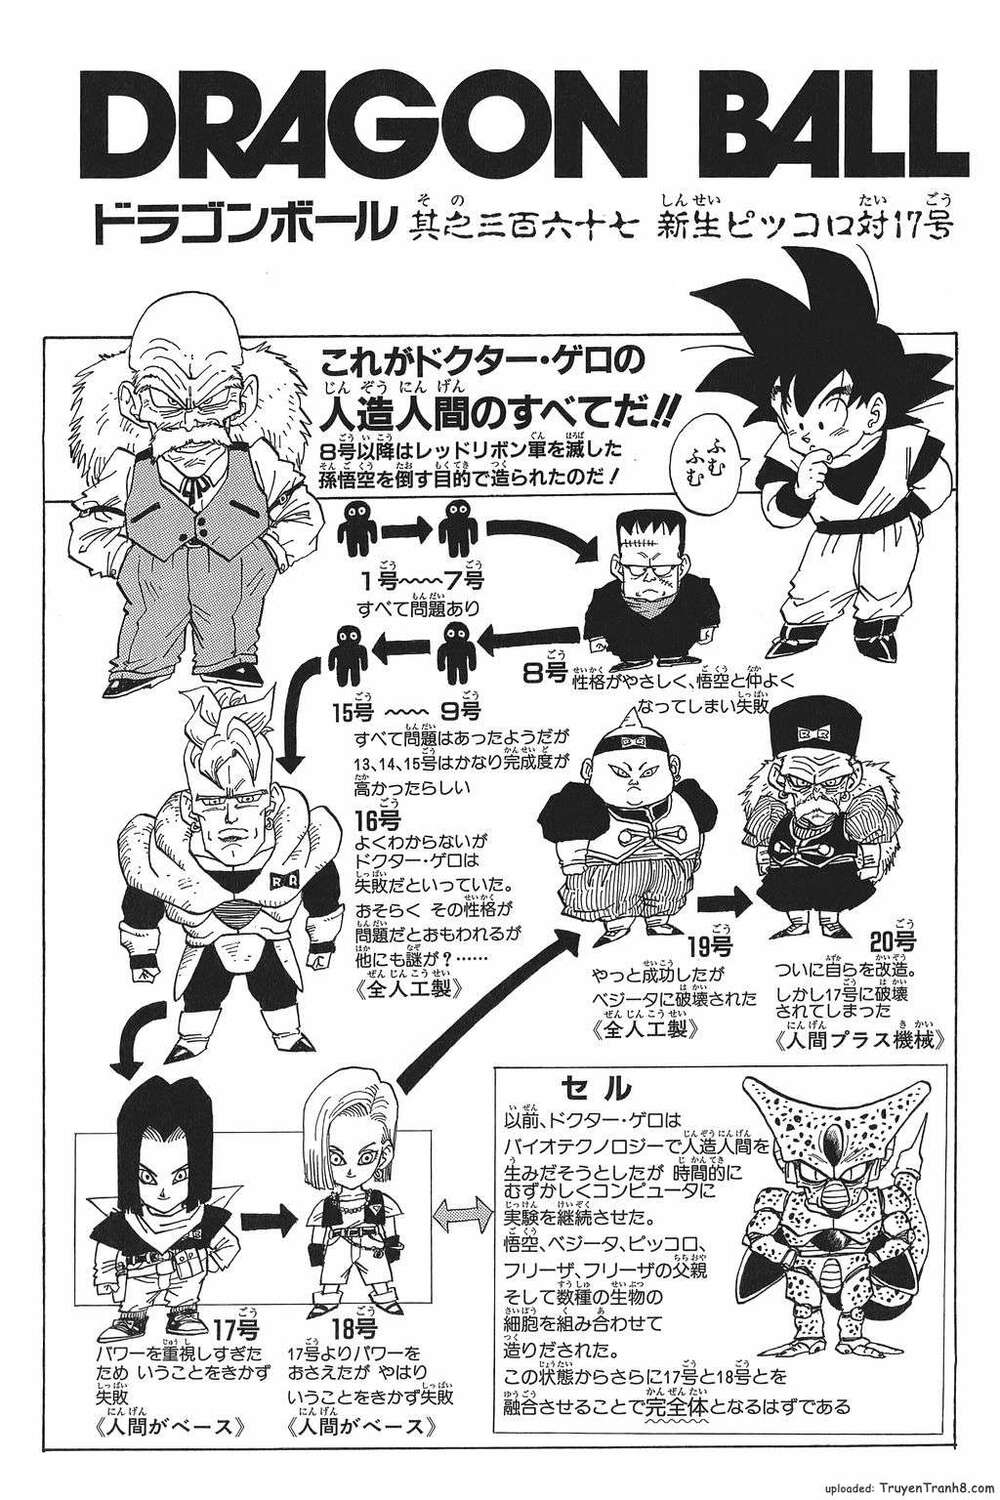 DRAGON BALL
ドラゴンボール 其之三百六十七 新生ピッコロ対17号
これがドクター・ゲロの
人造人間のすべてだ!!
8号以降はレッドリボン軍を滅した
孫悟空を倒す目的で造られたのだ!
ふむ
ふむ
1号〜〜〜7号
すべて問題あり
8号
性格がやさしく、悟空と仲よく
なってしまい失敗
15号 〜〜〜 9号
すべて問題はあったようだが
13、14、15号はかなり完成度が
高かったらしい
16号
よくわからないが
ドクター・ゲロは
失敗だといっていた。
おそらく その性格が
問題だとおもわれるが
他にも謎が?……
《全人工製》
17号
パワーを重視しすぎた
ため いうことをきかず
失敗
《人間がベース》
18号
17号よりパワーを
おさえたが やはり
いうことをきかず失敗
《人間がベース》
19号
やっと成功したが
ベジータに破壊された
《全人工製》
20号
ついに自らを改造。
しかし17号に破壊
されてしまった
《人間プラス機械》
セル
以前、ドクター・ゲロは
バイオテクノロジーで人造人間を
生みだそうとしたが 時間的に
むずかしくコンピュータに
実験を継続させた。
悟空、ベジータ、ピッコロ、
フリーザ、フリーザの父親
そして数種の生物の
細胞を組み合わせて
造りだされた。
この状態からさらに17号と18号とを
融合させることで完全体となるはずである
uploaded: TruyenTranh8.com